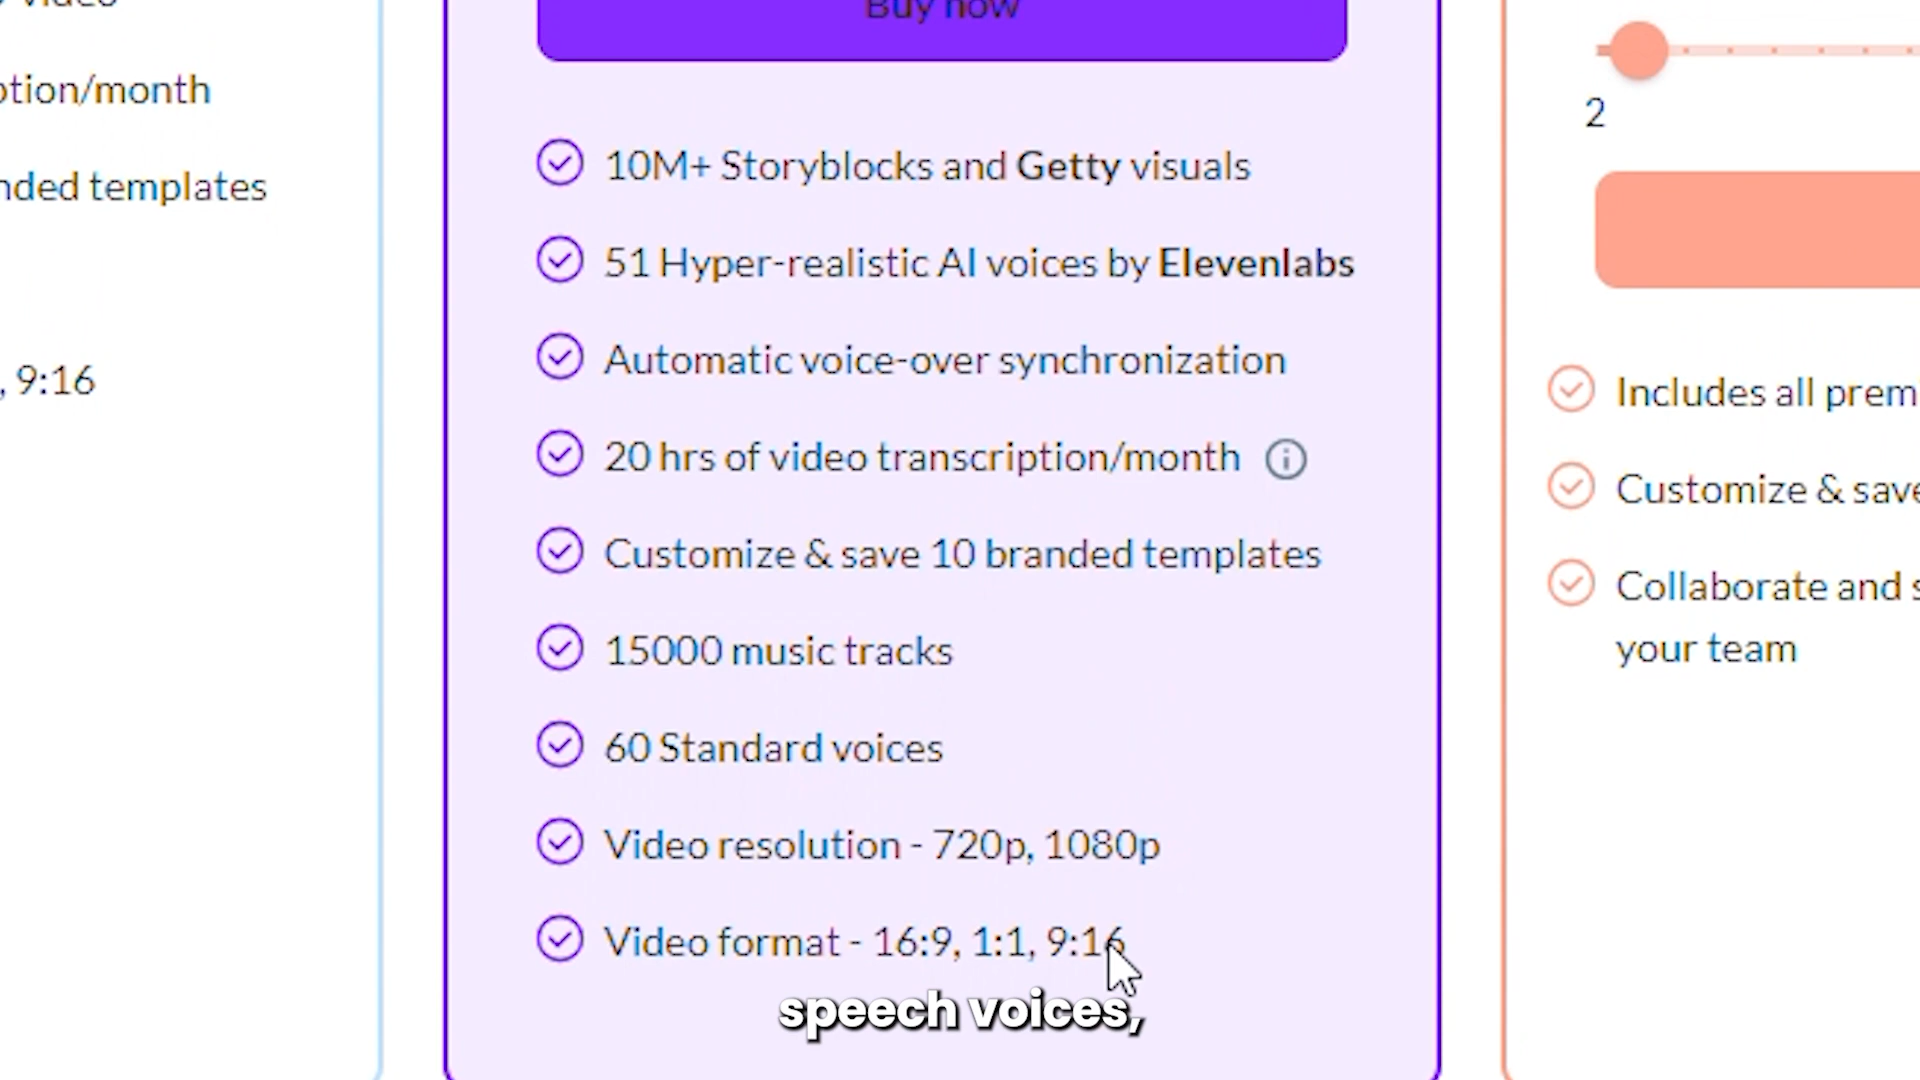 video
ption/month
nded templates
, 9:16
Buy now
10M+ Storyblocks and Getty visuals
51 Hyper-realistic AI voices by Elevenlabs
Automatic voice-over synchronization
20 hrs of video transcription/month
Customize & save 10 branded templates
15000 music tracks
60 Standard voices
Video resolution - 720p, 1080p
Video format - 16:9, 1:1, 9:16
speech voices,
2
Includes all prem
Customize & save
Collaborate and s
your team